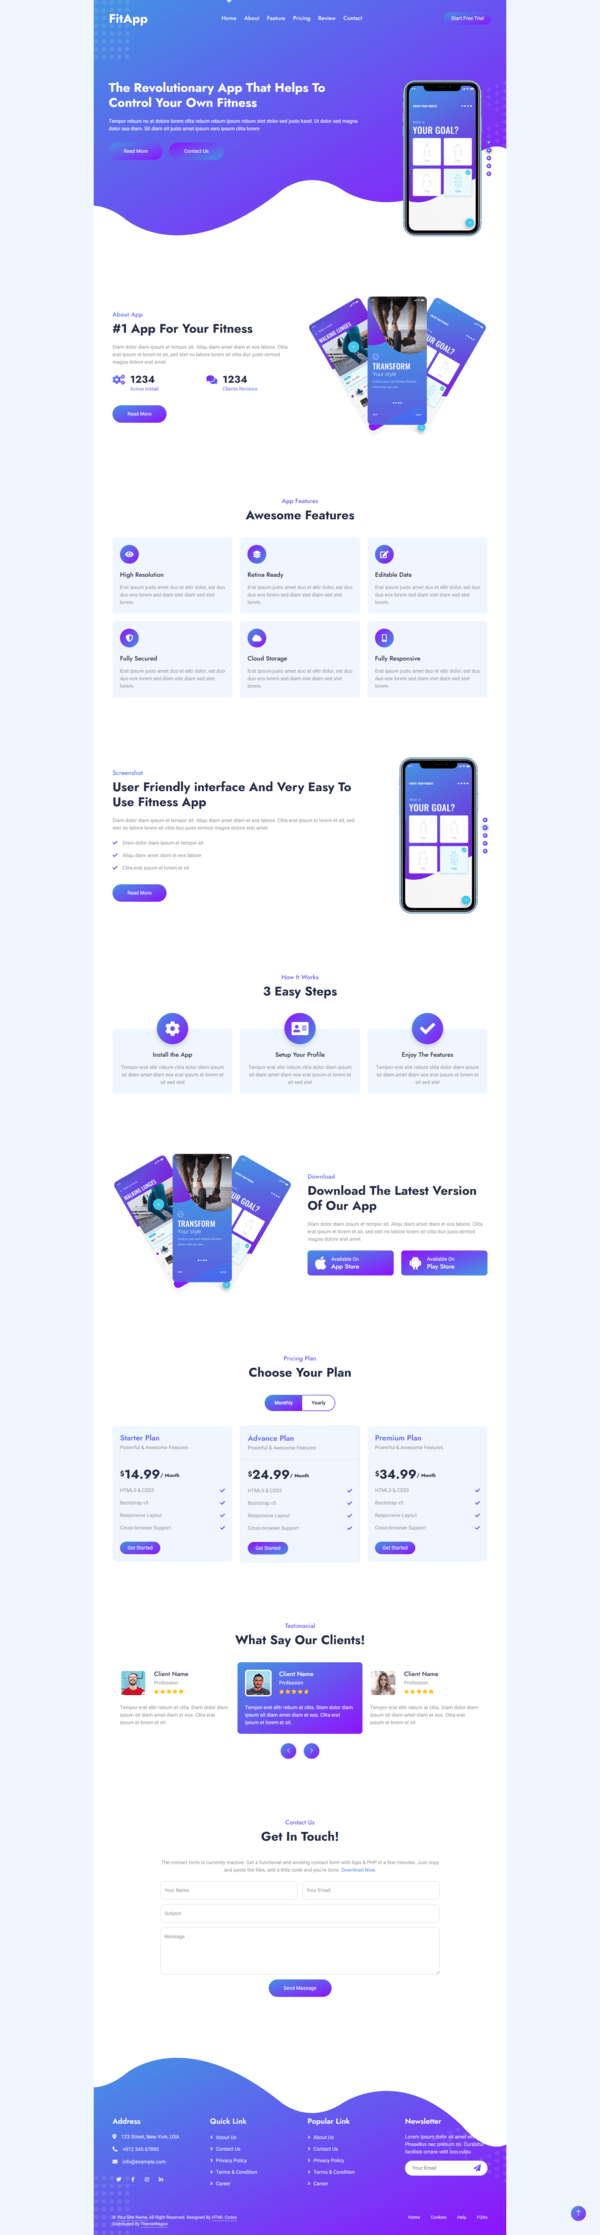 FitApp
Home About Feature Pricing Review Contact
Start Free Trial
The Revolutionary App That Helps To
Control Your Own Fitness
Tempor rebum no at dolore lorem clita rebum rebum ipsum rebum stet dolor sed justo kasd. Ut dolor sed magna
dolor sea diam. Sit diam sit justo amet ipsum vero ipsum clita lorem
Read More
Contact Us
YOUR GOAL?
About App
#1 App For Your Fitness
Diam dolor diam ipsum et tempor sit. Aliqu diam amet diam et eos labore. Clita
erat ipsum et lorem et sit, sed stet no labore lorem sit clita duo justo eirmod
magna dolore erat amet
1234
Active Install
1234
Clients Reviews
Read More
WALKING LUNGES
TRANSFORM
Your style
UR GOAL?
App Features
Awesome Features
High Resolution
Erat ipsum justo amet duo et elitr dolor, est duo
duo eos lorem sed diam stet diam sed stet
lorem.
Retina Ready
Erat ipsum justo amet duo et elitr dolor, est duo
duo eos lorem sed diam stet diam sed stet
lorem.
Editable Data
Erat ipsum justo amet duo et elitr dolor, est duo
duo eos lorem sed diam stet diam sed stet
lorem.
Fully Secured
Erat ipsum justo amet duo et elitr dolor, est duo
duo eos lorem sed diam stet diam sed stet
lorem.
Cloud Storage
Erat ipsum justo amet duo et elitr dolor, est duo
duo eos lorem sed diam stet diam sed stet
lorem.
Fully Responsive
Erat ipsum justo amet duo et elitr dolor, est duo
duo eos lorem sed diam stet diam sed stet
lorem.
Screenshot
User Friendly interface And Very Easy To
Use Fitness App
Diam dolor diam ipsum et tempor sit. Aliqu diam amet diam et eos labore. Clita erat ipsum et lorem et sit, sed
stet no labore lorem sit clita duo justo eirmod magna dolore erat amet
Diam dolor diam ipsum et tempor sit
Aliqu diam amet diam et eos labore
Clita erat ipsum et lorem et sit
Read More
YOUR GOAL?
How It Works
3 Easy Steps
Install the App
Tempor erat elitr rebum clita diam ipsum
sit diam amet diam eos erat ipsum et lorem et
sit sed stet
Setup Your Profile
Tempor erat elitr rebum clita dolor diam ipsum
sit diam amet diam eos erat ipsum et lorem et
sit sed stet
Enjoy The Features
Tempor erat elitr rebum clita dolor diam ipsum
sit diam amet diam eos erat ipsum et lorem et
sit sed stet
WALKING LUNGES
TRANSFORM
Your style
UR GOAL?
Download
Download The Latest Version
Of Our App
Diam dolor diam ipsum et tempor sit. Aliqu diam amet diam et eos labore. Clita
erat ipsum et lorem et sit, sed stet no labore lorem sit clita duo justo eirmod
magna dolore erat amet
Available On
App Store
Available On
Play Store
Pricing Plan
Choose Your Plan
Monthly
Yearly
Starter Plan
Powerful & Awesome Features
$14.99/ Month
HTML5 & CSS3
Bootstrap v5
Responsive Layout
Cross-browser Support
Get Started
Advance Plan
Powerful & Awesome Features
$24.99/ Month
HTML5 & CSS3
Bootstrap v5
Responsive Layout
Cross-browser Support
Get Started
Premium Plan
Powerful & Awesome Features
$34.99/ Month
HTML5 & CSS3
Bootstrap v5
Responsive Layout
Cross-browser Support
Get Started
Testimonial
What Say Our Clients!
Client Name
Profession
Tempor erat elitr rebum at clita. Diam dolor diam
ipsum sit diam amet diam et eos. Clita erat
ipsum et lorem et sit.
Client Name
Profession
Tempor erat elitr rebum at clita. Diam dolor diam
ipsum sit diam amet diam et eos. Clita erat
ipsum et lorem et sit.
Client Name
Profession
Tempor erat elitr rebum at clita. Diam dolor diam
ipsum sit diam amet diam et eos. Clita erat
ipsum et lorem et sit.
Contact Us
Get In Touch!
The contact form is currently inactive. Get a functional and working contact form with Ajax & PHP in a few minutes. Just copy
and paste the files, add a little code and you're done. Download Now.
Your Name
Your Email
Subject
Message
Send Message
Address
123 Street, New York, USA
+012 345 67890
info@example.com
Quick Link
About Us
Contact Us
Privacy Policy
Terms & Condition
Career
Popular Link
About Us
Contact Us
Privacy Policy
Terms & Condition
Career
Newsletter
Lorem ipsum dolor sit amet elit.
Phasellus nec pretium mi. Curabitur
facilisis ornare velit non vulpu
Your Email
© Your Site Name, All Right Reserved. Designed By HTML Codex
Distributed By ThemeWagon
Home Cookies Help FQAs